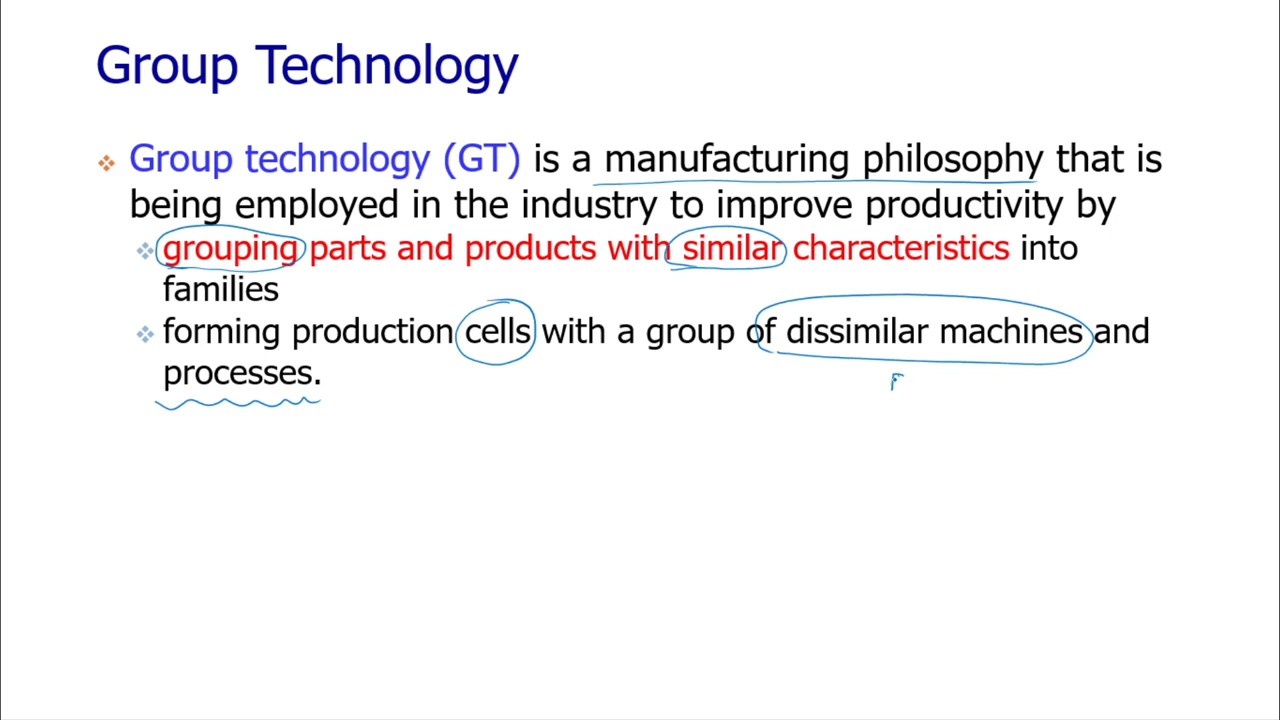 Group Technology
Group technology (GT) is a manufacturing philosophy that is
being employed in the industry to improve productivity by
grouping parts and products with similar characteristics into
families
forming production cells with a group of dissimilar machines and
processes.